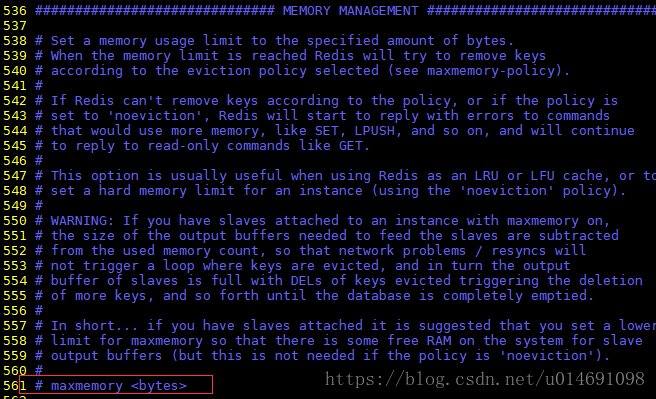 536 ############################## MEMORY MANAGEMENT #############################
537
538 # Set a memory usage limit to the specified amount of bytes.
539 # When the memory limit is reached Redis will try to remove keys
540 # according to the eviction policy selected (see maxmemory-policy).
541 #
542 # If Redis can't remove keys according to the policy, or if the policy is
543 # set to 'noeviction', Redis will start to reply with errors to commands
544 # that would use more memory, like SET, LPUSH, and so on, and will continue
545 # to reply to read-only commands like GET.
546 #
547 # This option is usually useful when using Redis as an LRU or LFU cache, or to
548 # set a hard memory limit for an instance (using the 'noeviction' policy).
549 #
550 # WARNING: If you have slaves attached to an instance with maxmemory on,
551 # the size of the output buffers needed to feed the slaves are subtracted
552 # from the used memory count, so that network problems / resyncs will
553 # not trigger a loop where keys are evicted, and in turn the output
554 # buffer of slaves is full with DELs of keys evicted triggering the deletion
555 # of more keys, and so forth until the database is completely emptied.
556 #
557 # In short... if you have slaves attached it is suggested that you set a lower
558 # limit for maxmemory so that there is some free RAM on the system for slave
559 # output buffers (but this is not needed if the policy is 'noeviction').
560 #
561 # maxmemory <bytes>
https://blog.csdn.net/u014691098